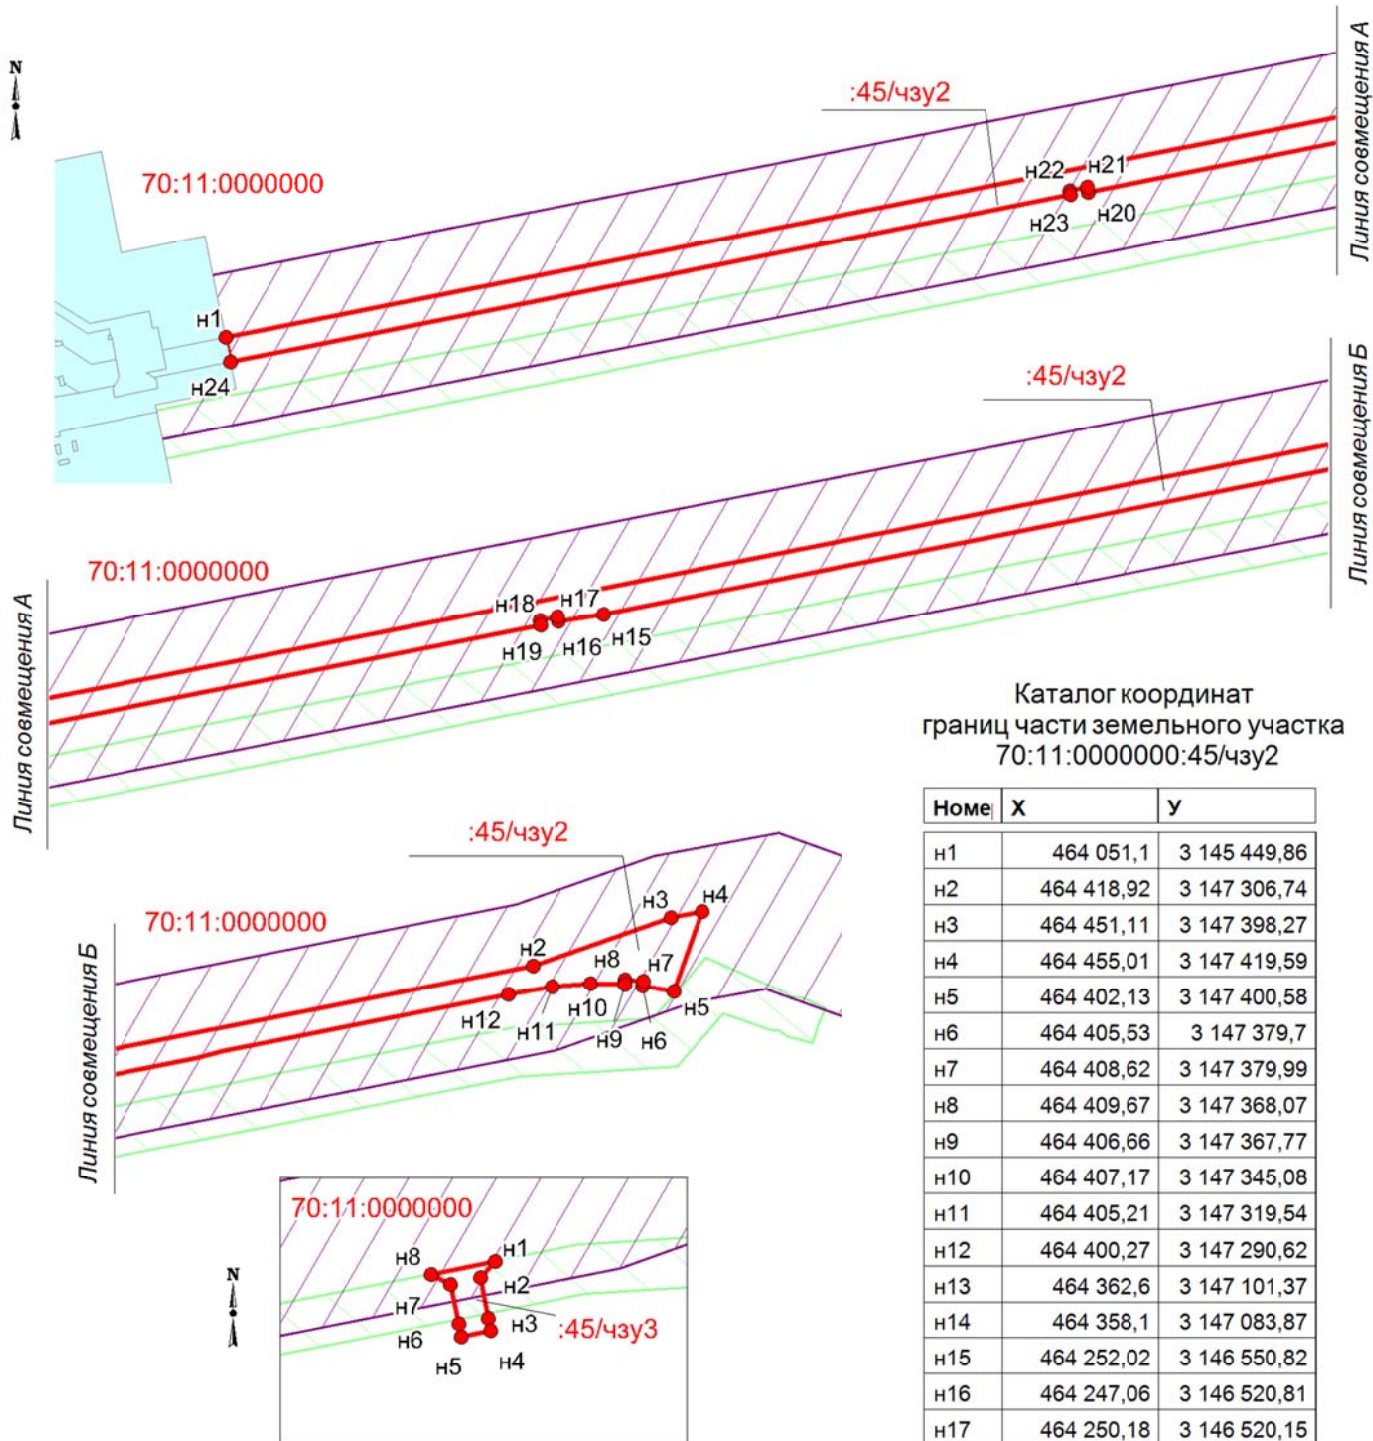 N
:45/чзу2
Линия совмещения А
70:11:0000000
н22
н21
н23
н20
н1
н24
Линия совмещения Б
:45/чзу2
70:11:0000000
Линия совмещения А
н18
н17
н19
н16
н15
Каталог координат
границ части земельного участка
70:11:0000000:45/чзу2
Номе X У
н1 464 051,1 3 145 449,86
н2 464 418,92 3 147 306,74
н3 464 451,11 3 147 398,27
н4 464 455,01 3 147 419,59
н5 464 402,13 3 147 400,58
н6 464 405,53 3 147 379,7
н7 464 408,62 3 147 379,99
н8 464 409,67 3 147 368,07
н9 464 406,66 3 147 367,77
н10 464 407,17 3 147 345,08
н11 464 405,21 3 147 319,54
н12 464 400,27 3 147 290,62
н13 464 362,6 3 147 101,37
н14 464 358,1 3 147 083,87
н15 464 252,02 3 146 550,82
н16 464 247,06 3 146 520,81
н17 464 250,18 3 146 520,15
:45/чзу2
70:11:0000000
Линия совмещения Б
н3
н4
н2
н8
н7
н12
н11
н10
н9
н6
н5
70:11:0000000
N
н8
н1
н7
н2
н6
н3
:45/чзу3
н5
н4